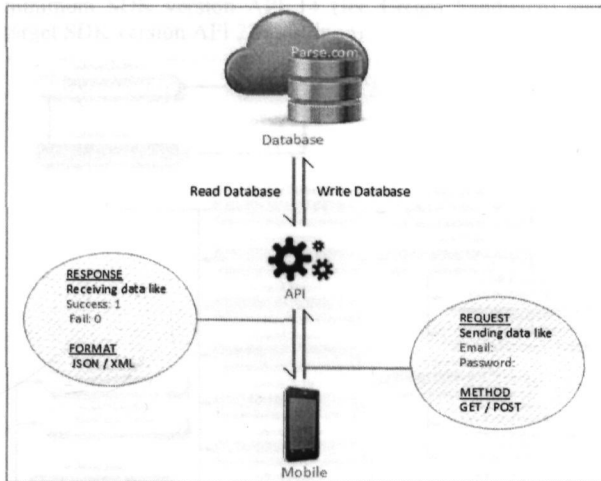 Parse.com
Database
Read Database
Write Database
API
RESPONSE
Receiving data like
Success: 1
Fail: 0
FORMAT
JSON / XML
REQUEST
Sending data like
Email:
Password:
METHOD
GET / POST
Mobile